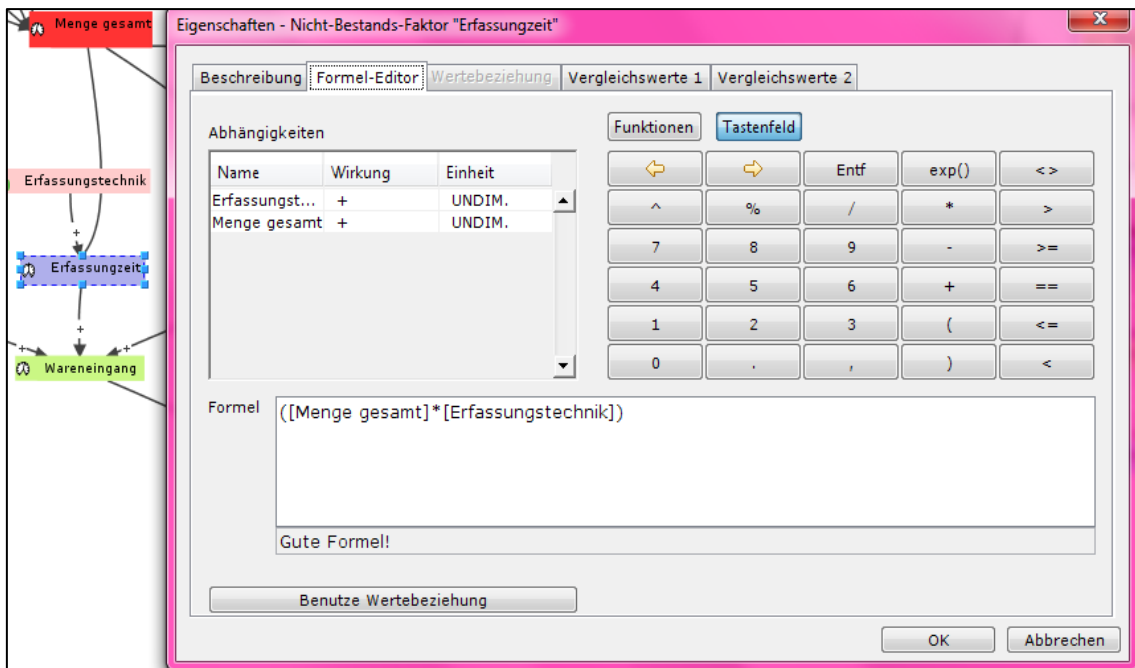 Menge gesamt
Erfassungstechnik
+
Erfassungzeit
+
+
+
Wareneingang
Eigenschaften - Nicht-Bestands-Faktor "Erfassungzeit"
X
Beschreibung Formel-Editor Wertebeziehung Vergleichswerte 1 Vergleichswerte 2
Abhängigkeiten
Name Wirkung Einheit
Erfassungst... + UNDIM.
Menge gesamt + UNDIM.
Funktionen Tastenfeld
Entf exp() <>
^ % / * >
7 8 9 - >=
4 5 6 + ==
1 2 3 ( <=
0 . , ) <
Formel ([Menge gesamt]*[Erfassungstechnik])
Gute Formel!
Benutze Wertebeziehung
OK Abbrechen